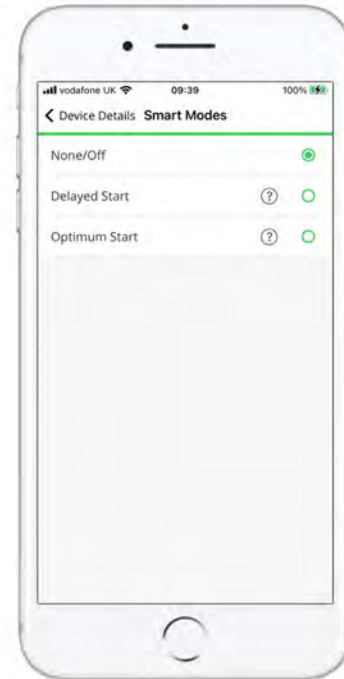 vodafone UK 09:39 100%
Device Details Smart Modes
None/Off
Delayed Start ?
Optimum Start ?